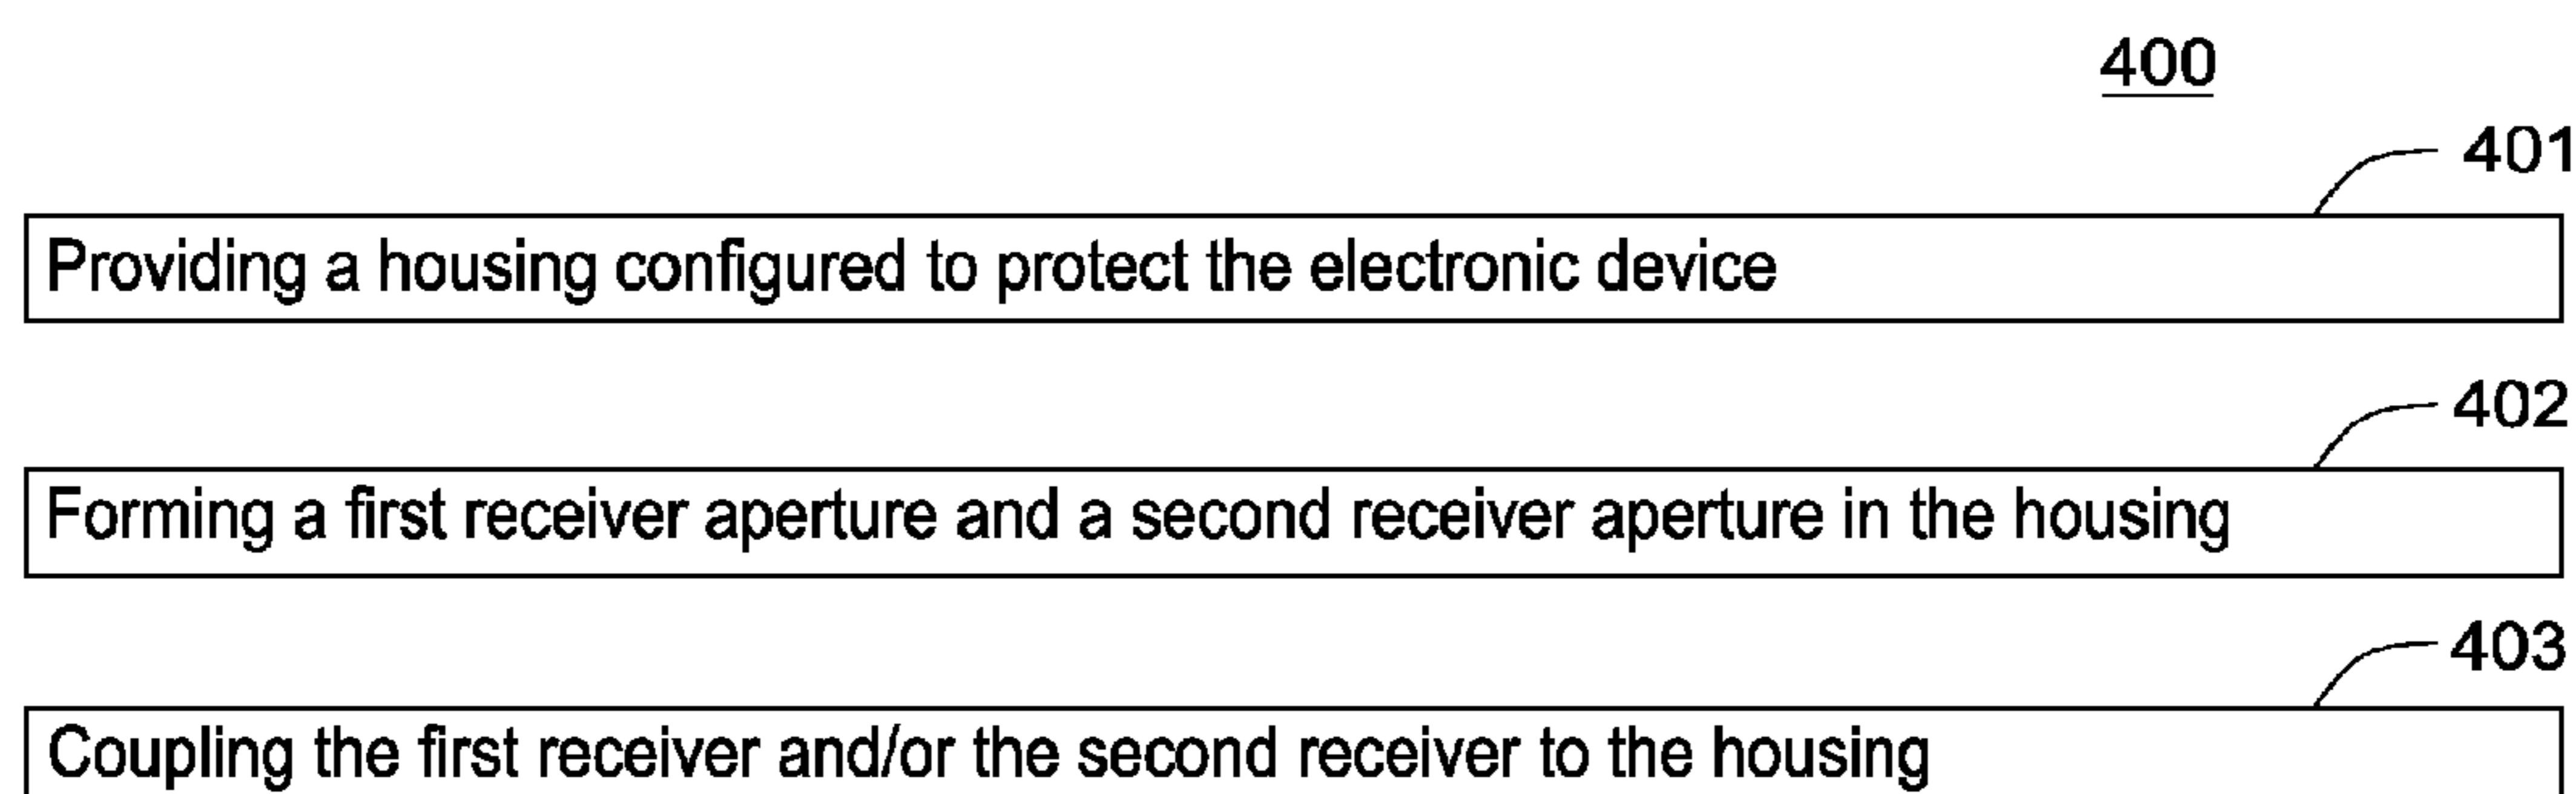 400
401
Providing a housing configured to protect the electronic device
402
Forming a first receiver aperture and a second receiver aperture in the housing
403
Coupling the first receiver and/or the second receiver to the housing